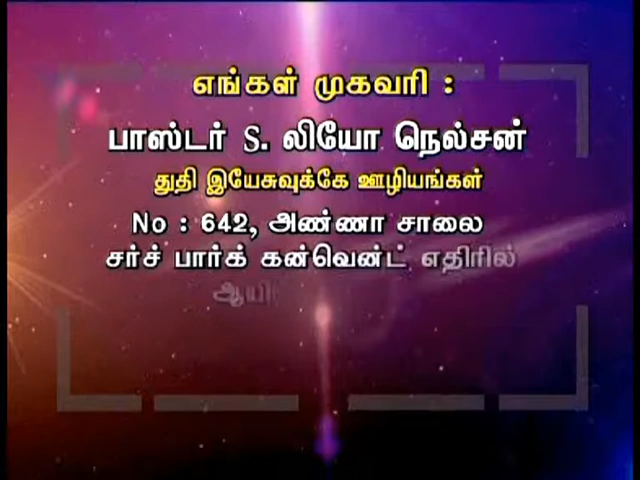 எங்கள் முகவரி :
பாஸ்டர் S. லியோ நெல்சன்
துதி இயேசுவுக்கே ஊழியங்கள்
No : 642, அண்ணா சாலை
சர்ச் பார்க் கன்வென்ட் எதிரில்